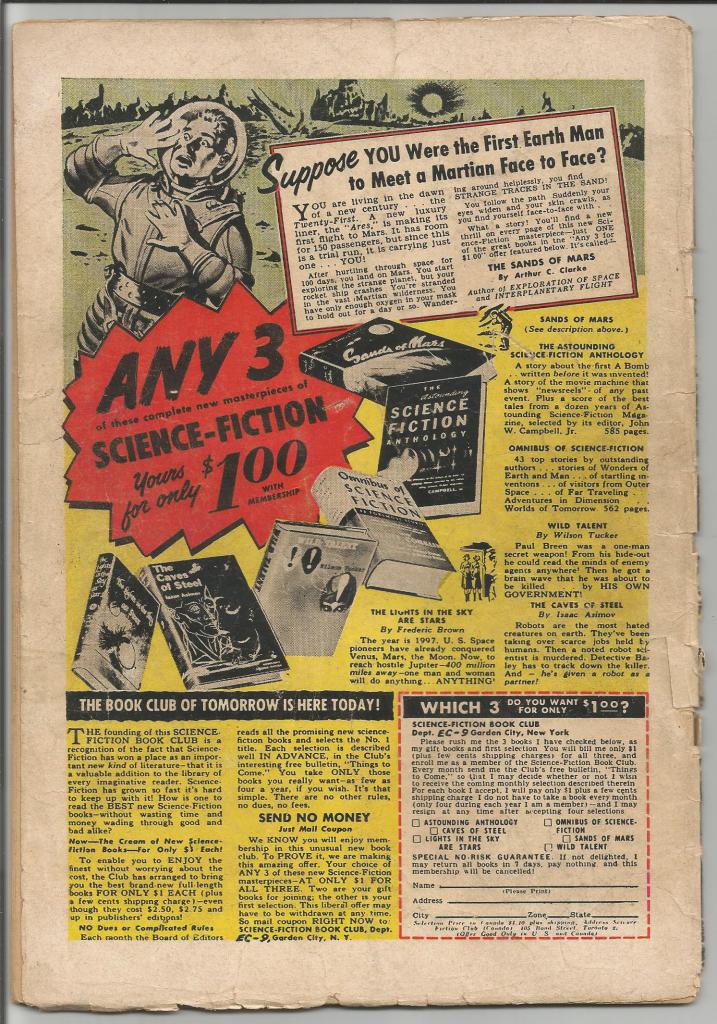 Suppose YOU Were the First Earth Man
to Meet a Martian Face to Face?
YOU are living in the dawn
of a new century . . . the
Twenty-First. A new luxury
liner, the "Ares," is making its
first flight to Mars. It has room
for 150 passengers, but since this
is a trial run, it is carrying just
one . . . YOU!
After hurtling through space for
100 days, you land on Mars. You start
exploring the strange planet, but your
rocket ship crashes! You're stranded
in the vast Martian wilderness. You
have only enough oxygen in your mask
to hold out for a day or so. Wander-
ing around helplessly, you find
STRANGE TRACKS IN THE SAND!
You follow the path. Suddenly your
eyes widen and your skin crawls, as
you find yourself face-to-face with . .
What a story! You'll find a new
thrill on every page of this new Sci-
ence-Fiction masterpiece—just ONE
of the great books in the "Any 3 for
$1.00" offer featured below. It's called—
THE SANDS OF MARS
By Arthur C. Clarke
Author of EXPLORATION OF SPACE
and INTERPLANETARY FLIGHT
ANY 3
of these complete new masterpieces of
SCIENCE-FICTION
Yours
for only $1.00
WITH
MEMBERSHIP
Sands of Mars
THE
Astounding
SCIENCE
FICTION
ANTHOLOGY
CAMPBELL
Omnibus of
SCIENCE
FICTION
WILD TALENT
Wilson Tucker
The Caves
of Steel
Isaac Asimov
SANDS OF MARS
(See description above.)
THE ASTOUNDING
SCIENCE-FICTION ANTHOLOGY
A story about the first A Bomb
. . . written before it was invented!
A story of the movie machine that
shows "newsreels" of any past
event. Plus a score of the best
tales from a dozen years of As-
tounding Science-Fiction Maga-
zine, selected by its editor, John
W. Campbell, Jr. 585 pages.
OMNIBUS OF SCIENCE-FICTION
43 top stories by outstanding
authors . . . stories of Wonders of
Earth and Man . . . of startling in-
ventions . . . of visitors from Outer
Space . . . of Far Traveling . .
Adventures in Dimension . . .
Worlds of Tomorrow. 562 pages.
WILD TALENT
By Wilson Tucker
Paul Breen was a one-man
secret weapon! From his hide-out
he could read the minds of enemy
agents anywhere! Then he got a
brain wave that he was about to
be killed by HIS OWN
GOVERNMENT!
THE CAVES OF STEEL
By Isaac Asimov
Robots are the most hated
creatures on earth. They've been
taking over scarce jobs held by
humans. Then a noted robot sci-
entist is murdered. Detective Ba-
ley has to track down the killer.
And — he's given a robot as a
partner!
THE LIGHTS IN THE SKY
ARE STARS
By Frederic Brown
The year is 1997. U. S. Space
pioneers have already conquered
Venus, Mars, the Moon. Now, to
reach hostile Jupiter—400 million
miles away—one man and woman
will do anything... ANYTHING!
THE BOOK CLUB OF TOMORROW IS HERE TODAY!
THE founding of this SCIENCE-
FICTION BOOK CLUB is a
recognition of the fact that Science-
Fiction has won a place as an impor-
tant new kind of literature—that it is
a valuable addition to the library of
every imaginative reader. Science-
Fiction has grown so fast it's hard
to keep up with it! How is one to
read the BEST new Science-Fiction
books—without wasting time and
money wading through good and
bad alike?
Now—The Cream of New Science-
Fiction Books—For Only $1 Each!
To enable you to ENJOY the
finest without worrying about the
cost, the Club has arranged to bring
you the best brand-new full-length
books FOR ONLY $1 EACH (plus
a few cents shipping charge)—even
though they cost $2.50, $2.75 and
up in publishers' editions!
NO Dues or Complicated Rules
Each month the Board of Editors
reads all the promising new science-
fiction books and selects the No. 1
title. Each selection is described
well IN ADVANCE, in the Club's
interesting free bulletin, "Things to
Come." You take ONLY those
books you really want—as few as
four a year, if you wish. It's that
simple. There are no other rules,
no dues, no fees.
SEND NO MONEY
Just Mail Coupon
We KNOW you will enjoy mem-
bership in this unusual new book
club. To PROVE it, we are making
this amazing offer. Your choice of
ANY 3 of these new Science-Fiction
masterpieces—AT ONLY $1 FOR
ALL THREE. Two are your gift
books for joining; the other is your
first selection. This liberal offer may
have to be withdrawn at any time.
So mail coupon RIGHT NOW to:
SCIENCE-FICTION BOOK CLUB, Dept.
EC-9, Garden City, N. Y.
WHICH 3 DO YOU WANT
FOR ONLY $1.00?
SCIENCE-FICTION BOOK CLUB
Dept. EC-9 Garden City, New York
Please rush me the 3 books I have checked below, as
my gift books and first selection. You will bill me only $1
(plus few cents shipping charges) for all three, and
enroll me as a member of the Science-Fiction Book Club.
Every month send me the Club's free bulletin, "Things
to Come," so that I may decide whether or not I wish
to receive the coming monthly selection described therein.
For each book I accept, I will pay only $1 plus a few cents
shipping charge. I do not have to take a book every month
(only four during each year I am a member)—and I may
resign at any time after accepting four selections.
ASTOUNDING ANTHOLOGY
CAVES OF STEEL
LIGHTS IN THE SKY
ARE STARS
OMNIBUS OF SCIENCE-
FICTION
SANDS OF MARS
WILD TALENT
SPECIAL NO-RISK GUARANTEE. If not delighted, I
may return all books in 7 days, pay nothing, and this
membership will be cancelled!
Name
(Please Print)
Address
City Zone State
Selection Price in Canada $1.10 plus shipping. Address Science
Fiction Club (Canada) 105 Bond Street, Toronto 2.
(Offer Good Only in U. S. and Canada)